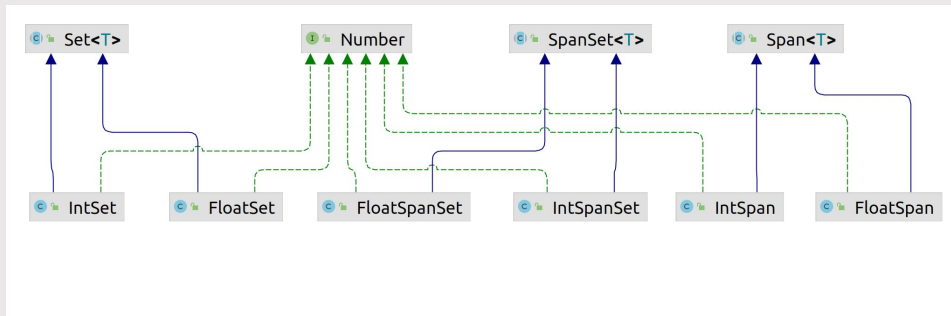 Set<T>
Number
SpanSet<T>
Span<T>
IntSet
FloatSet
FloatSpanSet
IntSpanSet
IntSpan
FloatSpan